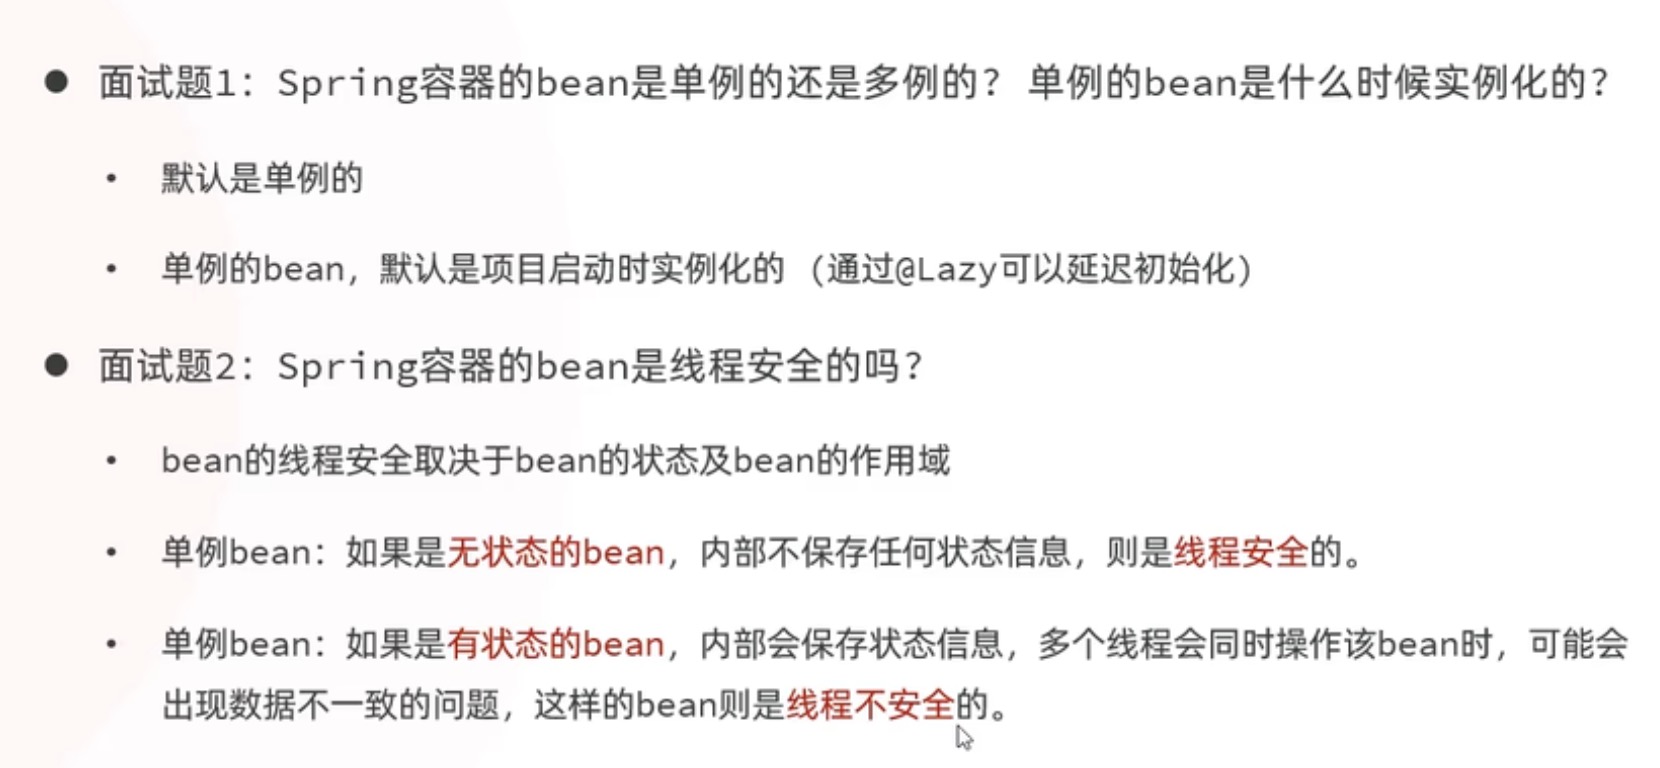 ● 面试题1：Spring容器的bean是单例的还是多例的？ 单例的bean是什么时候实例化的？
• 默认是单例的
• 单例的bean，默认是项目启动时实例化的 (通过@Lazy可以延迟初始化)
● 面试题2：Spring容器的bean是线程安全的吗？
• bean的线程安全取决于bean的状态及bean的作用域
• 单例bean：如果是无状态的bean，内部不保存任何状态信息，则是线程安全的。
• 单例bean：如果是有状态的bean，内部会保存状态信息，多个线程会同时操作该bean时，可能会
出现数据不一致的问题，这样的bean则是线程不安全的。